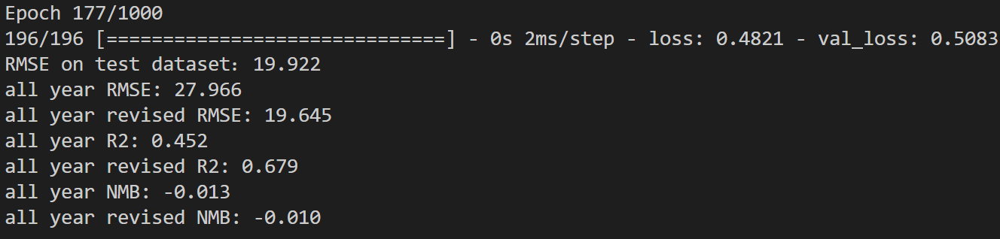 Epoch 177/1000
196/196 [==============================] - 0s 2ms/step - loss: 0.4821 - val_loss: 0.5083
RMSE on test dataset: 19.922
all year RMSE: 27.966
all year revised RMSE: 19.645
all year R2: 0.452
all year revised R2: 0.679
all year NMB: -0.013
all year revised NMB: -0.010